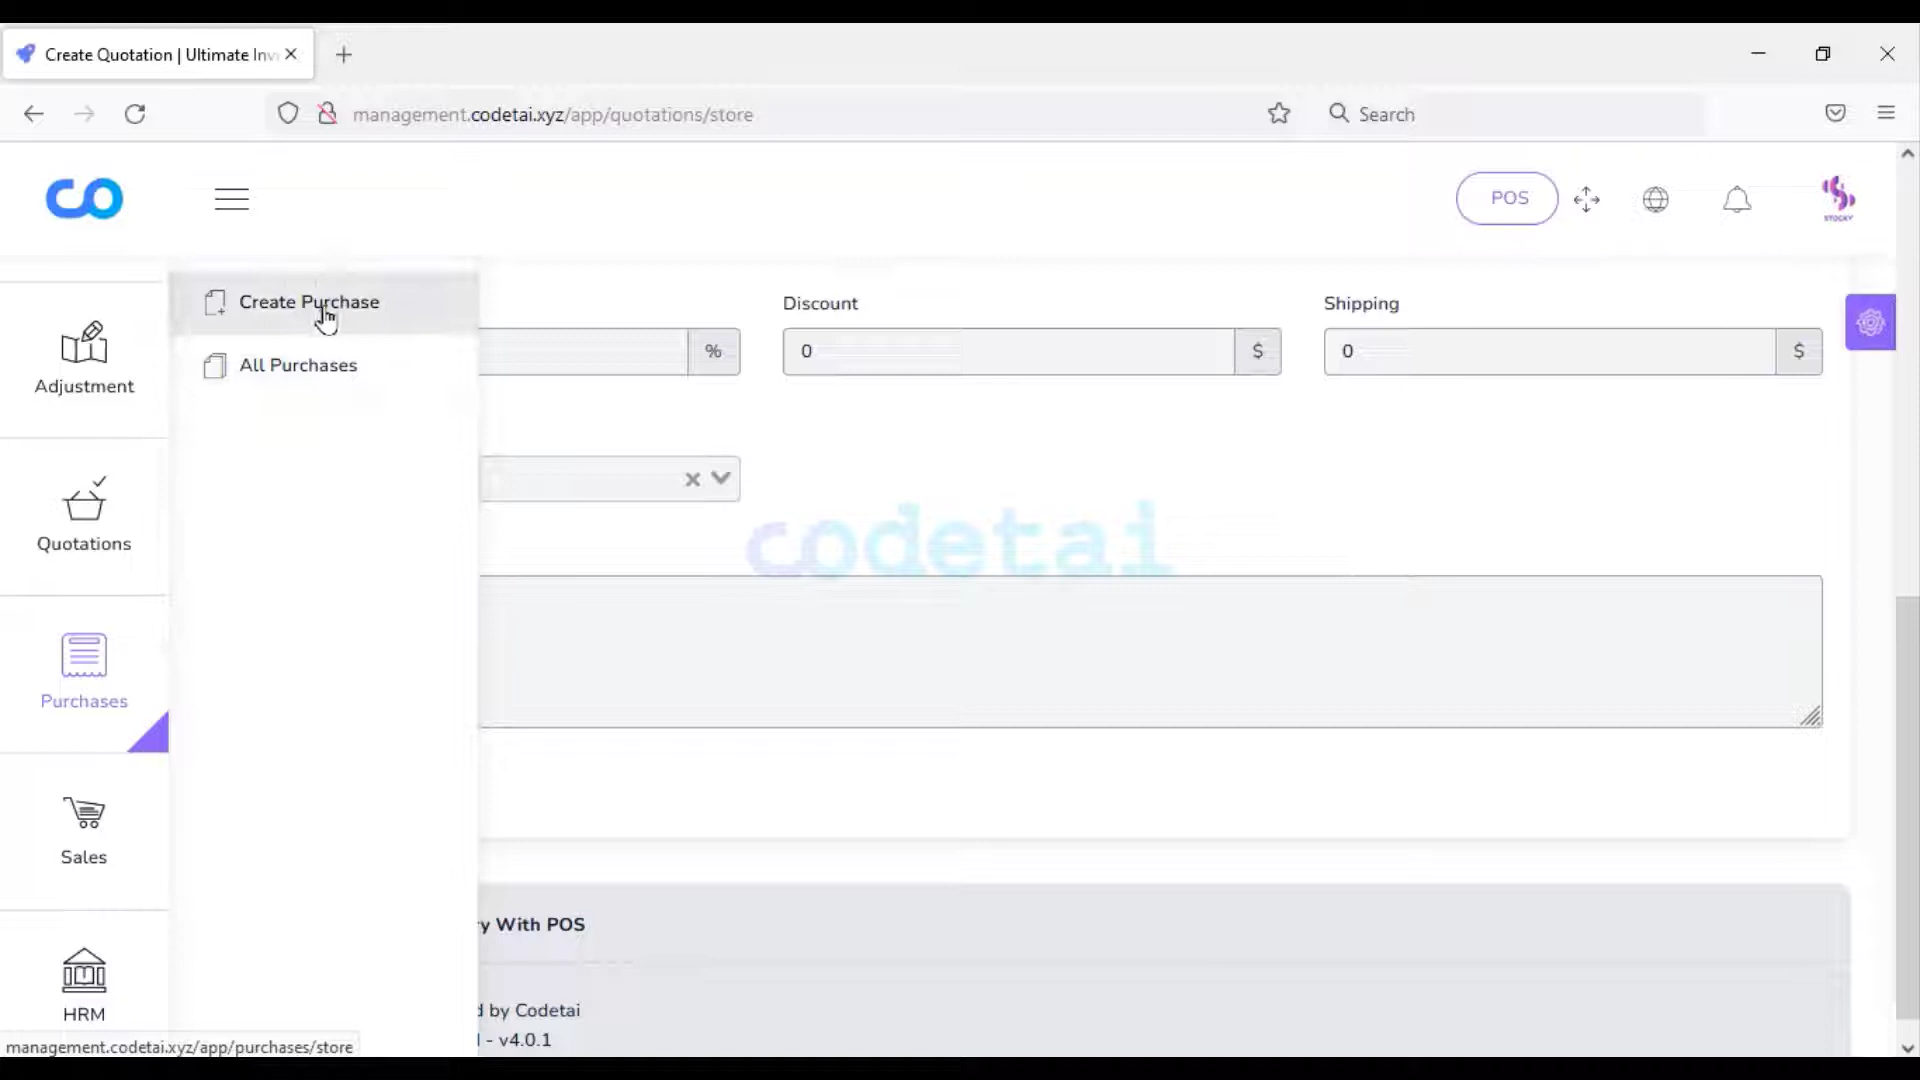 Create Quotation | Ultimate Inv
management.codetai.xyz/app/quotations/store
Search
co
POS
STOCKY
Create Purchase
All Purchases
Discount
Shipping
%
0
$
0
$
Adjustment
Quotations
codetai
Purchases
Sales
y With POS
HRM
d by Codetai
- v4.0.1
management.codetai.xyz/app/purchases/store